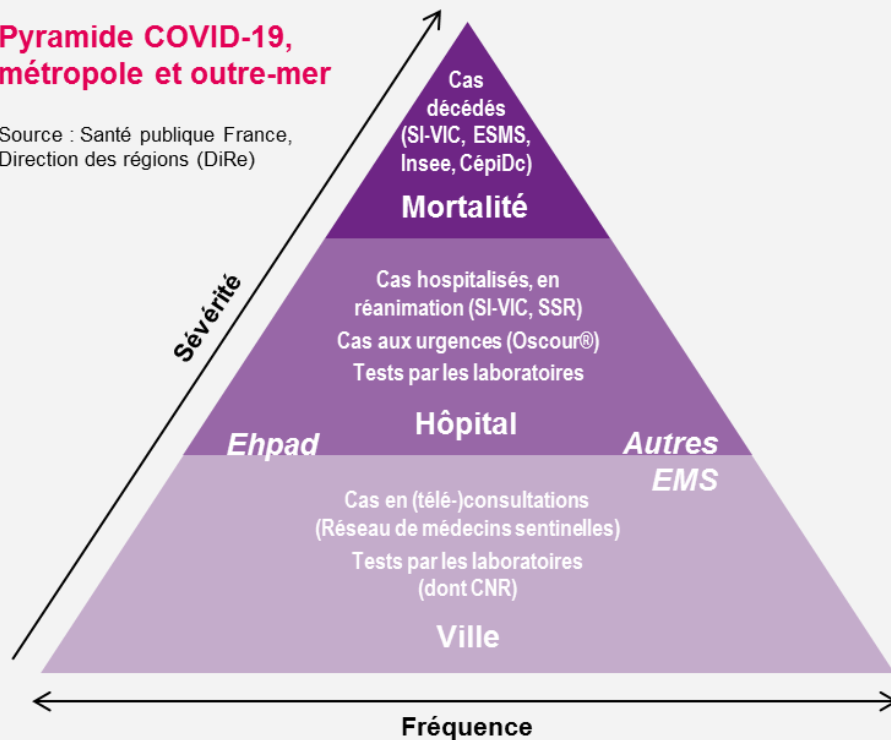 Pyramide COVID-19,
métropole et outre-mer
Source : Santé publique France,
Direction des régions (DiRe)
Sévérité
Cas
décédés
(SI-VIC, ESMS,
Insee, CépiDc)
Mortalité
Cas hospitalisés, en
réanimation (SI-VIC, SSR)
Cas aux urgences (Oscour®)
Tests par les laboratoires
Hôpital
Ehpad
Autres
EMS
Cas en (télé-)consultations
(Réseau de médecins sentinelles)
Tests par les laboratoires
(dont CNR)
Ville
Fréquence